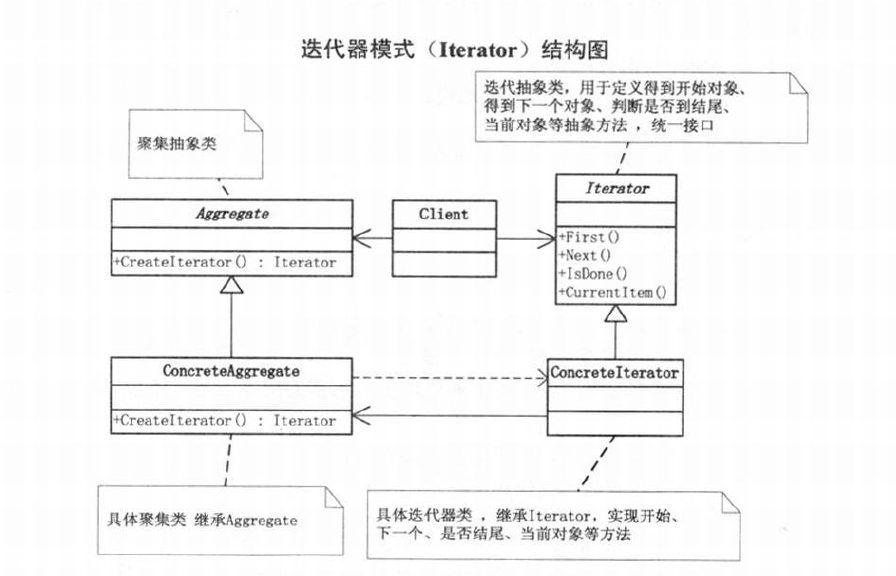 迭代器模式（Iterator）结构图
迭代抽象类，用于定义得到开始对象、
得到下一个对象、判断是否到结尾、
当前对象等抽象方法 ，统一接口
聚集抽象类
Aggregate
+CreateIterator() : Iterator
Client
Iterator
+First()
+Next()
+IsDone()
+CurrentItem()
ConcreteAggregate
+CreateIterator() : Iterator
ConcreteIterator
具体聚集类 继承Aggregate
具体迭代器类 ，继承Iterator，实现开始、
下一个、是否结尾、当前对象等方法